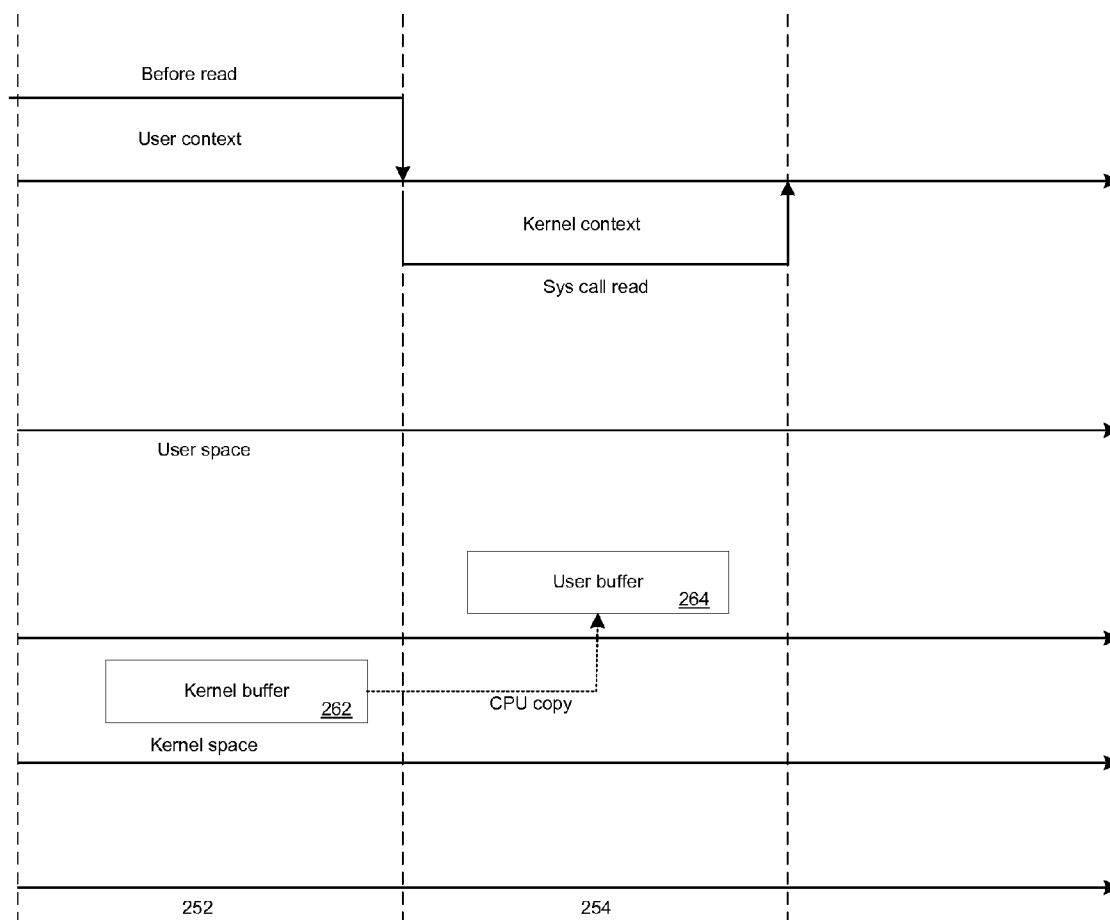 Before read
User context
Kernel context
Sys call read
User space
User buffer
264
Kernel buffer
262
CPU copy
Kernel space
252
254